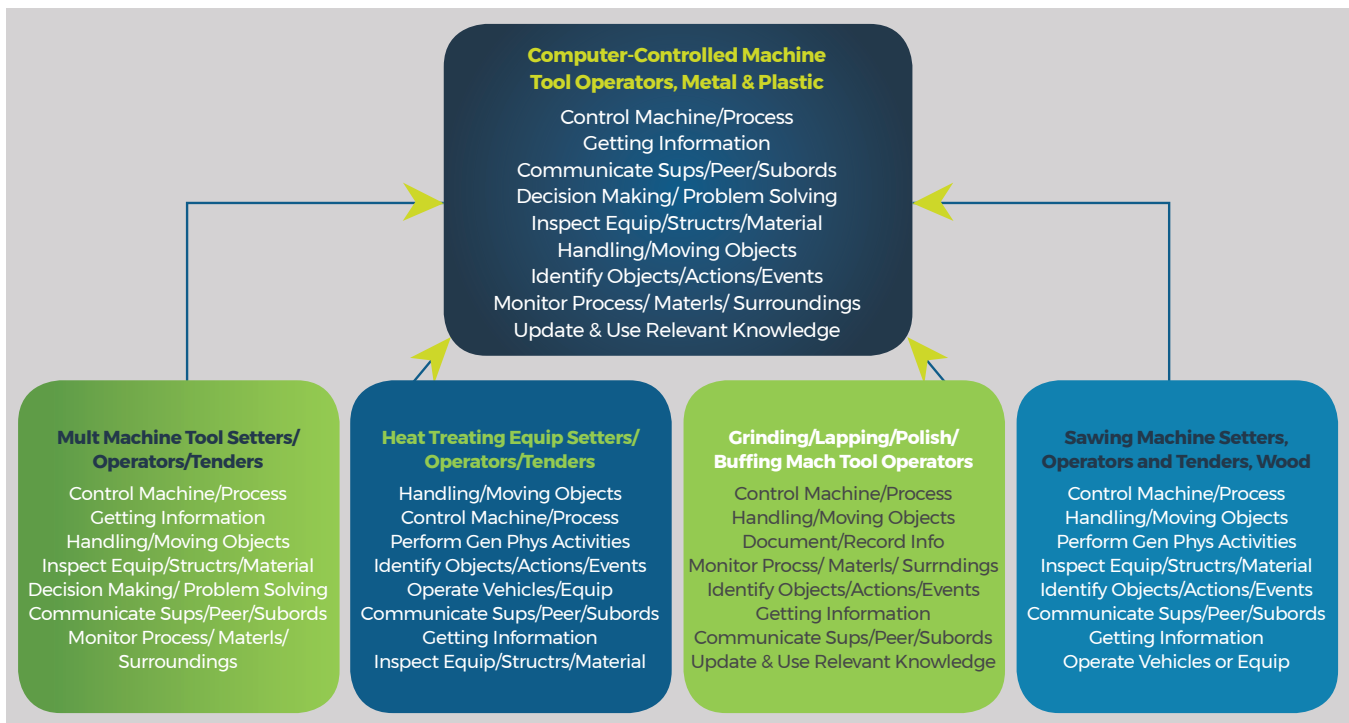 Computer-Controlled Machine
Tool Operators, Metal & Plastic
Control Machine/Process
Getting Information
Communicate Sups/Peer/Subords
Decision Making/ Problem Solving
Inspect Equip/Structrs/Material
Handling/Moving Objects
Identify Objects/Actions/Events
Monitor Process/ Materls/ Surroundings
Update & Use Relevant Knowledge
Mult Machine Tool Setters/
Operators/Tenders
Control Machine/Process
Getting Information
Handling/Moving Objects
Inspect Equip/Structrs/Material
Decision Making/ Problem Solving
Communicate Sups/Peer/Subords
Monitor Process/ Materls/
Surroundings
Heat Treating Equip Setters/
Operators/Tenders
Handling/Moving Objects
Control Machine/Process
Perform Gen Phys Activities
Identify Objects/Actions/Events
Operate Vehicles/Equip
Communicate Sups/Peer/Subords
Getting Information
Inspect Equip/Structrs/Material
Grinding/Lapping/Polish/
Buffing Mach Tool Operators
Control Machine/Process
Handling/Moving Objects
Document/Record Info
Monitor Procss/ Materls/ Surrndings
Identify Objects/Actions/Events
Getting Information
Communicate Sups/Peer/Subords
Update & Use Relevant Knowledge
Sawing Machine Setters,
Operators and Tenders, Wood
Control Machine/Process
Handling/Moving Objects
Perform Gen Phys Activities
Inspect Equip/Structrs/Material
Identify Objects/Actions/Events
Communicate Sups/Peer/Subords
Getting Information
Operate Vehicles or Equip